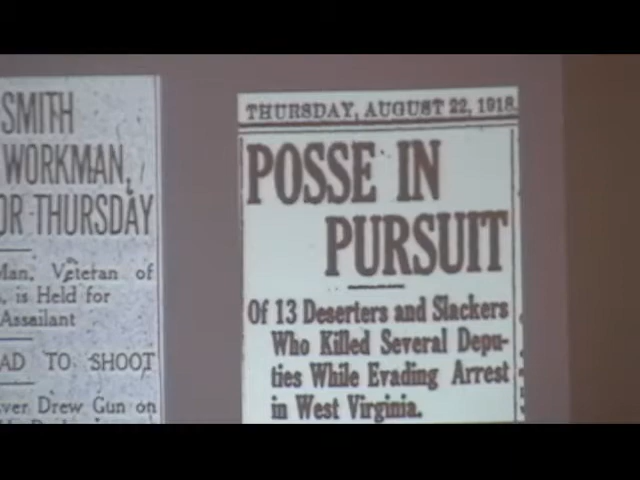 SMITH
WORKMAN,
OR THURSDAY
Man, Veteran of
, is Held for
Assailant
AD TO SHOOT
ver Drew Gun on
THURSDAY, AUGUST 22, 1918.
POSSE IN
PURSUIT
Of 13 Deserters and Slackers
Who Killed Several Depu-
ties While Evading Arrest
in West Virginia.